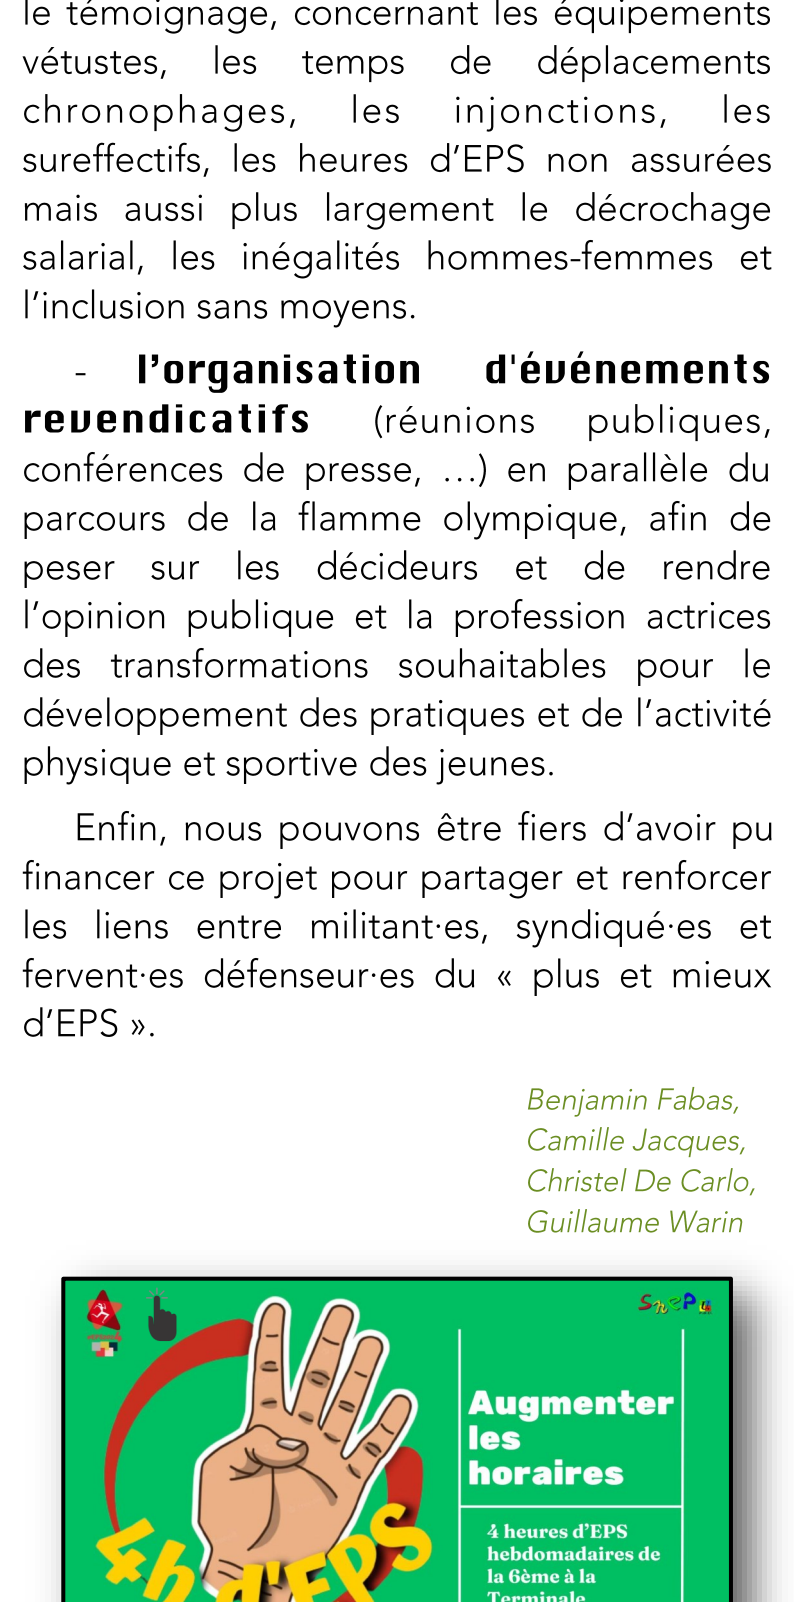 le témoignage, concernant les équipements
vétustes, les temps de déplacements
chronophages, les injonctions, les
sureffectifs, les heures d’EPS non assurées
mais aussi plus largement le décrochage
salarial, les inégalités hommes-femmes et
l’inclusion sans moyens.
- l’organisation d'événements
revendicatifs (réunions publiques,
conférences de presse, …) en parallèle du
parcours de la flamme olympique, afin de
peser sur les décideurs et de rendre
l’opinion publique et la profession actrices
des transformations souhaitables pour le
développement des pratiques et de l’activité
physique et sportive des jeunes.
Enfin, nous pouvons être fiers d’avoir pu
financer ce projet pour partager et renforcer
les liens entre militant·es, syndiqué·es et
fervent·es défenseur·es du « plus et mieux
d’EPS ».
Benjamin Fabas,
Camille Jacques,
Christel De Carlo,
Guillaume Warin
SnePu
Augmenter
les
horaires
4h d'EPS
4 heures d’EPS
hebdomadaires de
la 6ème à la
Terminale